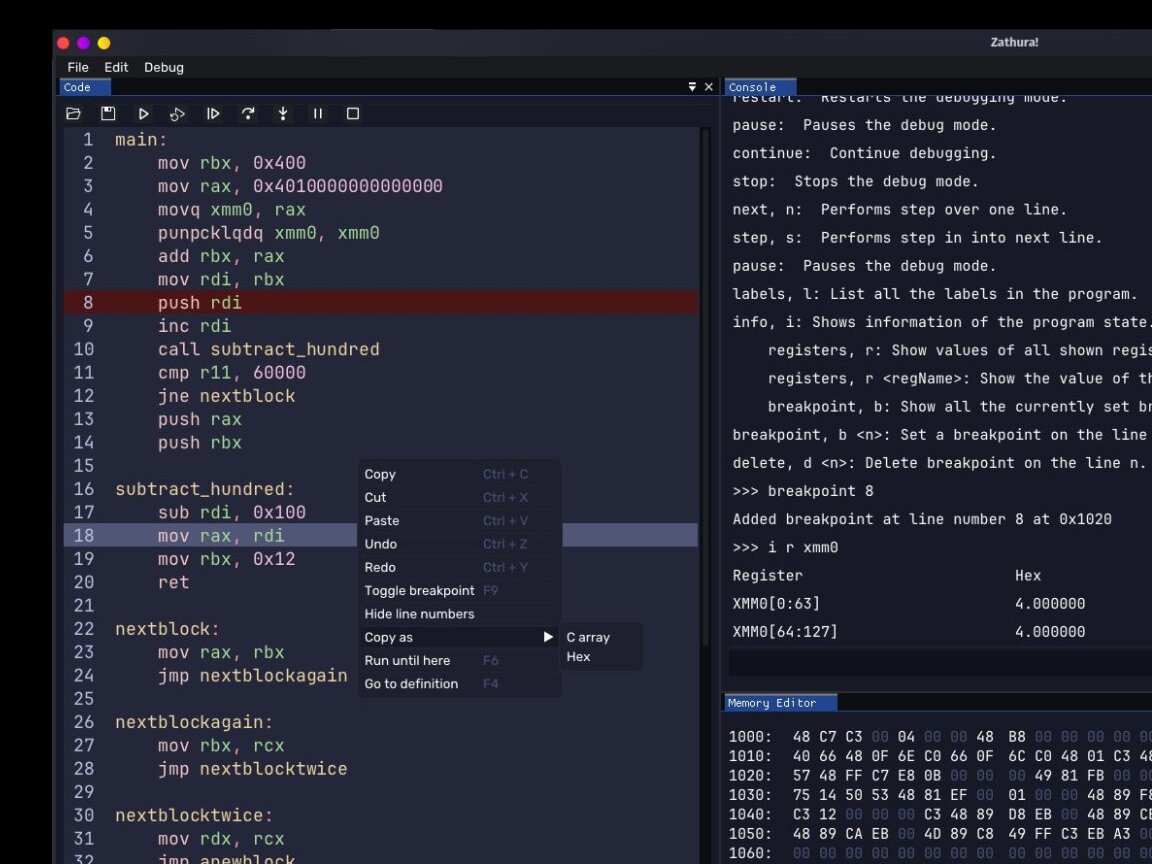 Zathura!
File Edit Debug
Code
1 main:
2 mov rbx, 0x400
3 mov rax, 0x4010000000000000
4 movq xmm0, rax
5 punpcklqdq xmm0, xmm0
6 add rbx, rax
7 mov rdi, rbx
8 push rdi
9 inc rdi
10 call subtract_hundred
11 cmp r11, 60000
12 jne nextblock
13 push rax
14 push rbx
15
16 subtract_hundred:
17 sub rdi, 0x100
18 mov rax, rdi
19 mov rbx, 0x12
20 ret
21
22 nextblock:
23 mov rax, rbx
24 jmp nextblockagain
25
26 nextblockagain:
27 mov rbx, rcx
28 jmp nextblocktwice
29
30 nextblocktwice:
31 mov rdx, rcx
32 jmp anewblock
Copy Ctrl + C
Cut Ctrl + X
Paste Ctrl + V
Undo Ctrl + Z
Redo Ctrl + Y
Toggle breakpoint F9
Hide line numbers
Copy as
Run until here F6
Go to definition F4
C array
Hex
Console
restart: Restarts the debugging mode.
pause: Pauses the debug mode.
continue: Continue debugging.
stop: Stops the debug mode.
next, n: Performs step over one line.
step, s: Performs step in into next line.
pause: Pauses the debug mode.
labels, l: List all the labels in the program.
info, i: Shows information of the program state.
registers, r: Show values of all shown regis
registers, r <regName>: Show the value of th
breakpoint, b: Show all the currently set br
breakpoint, b <n>: Set a breakpoint on the line
delete, d <n>: Delete breakpoint on the line n.
>>> breakpoint 8
Added breakpoint at line number 8 at 0x1020
>>> i r xmm0
Register Hex
XMM0[0:63] 4.000000
XMM0[64:127] 4.000000
Memory Editor
1000: 48 C7 C3 00 04 00 00 48 B8 00 00 00 00 00 00
1010: 40 66 48 0F 6E C0 66 0F 6C C0 48 01 C3 48
1020: 57 48 FF C7 E8 0B 00 00 00 49 81 FB 00 00
1030: 75 14 50 53 48 81 EF 00 01 00 00 48 89 F8
1040: C3 12 00 00 00 C3 48 89 D8 EB 00 48 89 CB
1050: 48 89 CA EB 00 4D 89 C8 49 FF C3 EB A3 00
1060: 00 00 00 00 00 00 00 00 00 00 00 00 00 00